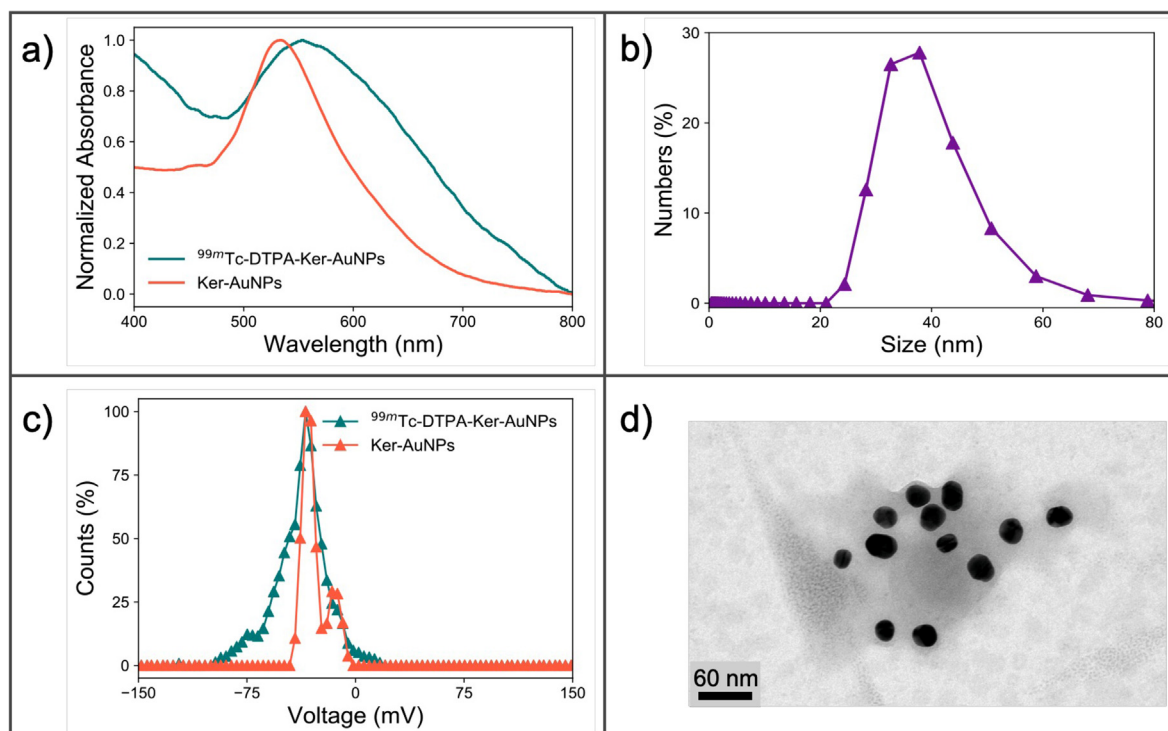 a)
Normalized Absorbance
1.0
0.8
0.6
0.4
0.2
0.0
⁹⁹ᵐTc-DTPA-Ker-AuNPs
Ker-AuNPs
400 500 600 700 800
Wavelength (nm)
b)
Numbers (%)
30
20
10
0
0 20 40 60 80
Size (nm)
c)
Counts (%)
100
75
50
25
0
⁹⁹ᵐTc-DTPA-Ker-AuNPs
Ker-AuNPs
−150 −75 0 75 150
Voltage (mV)
d)
60 nm